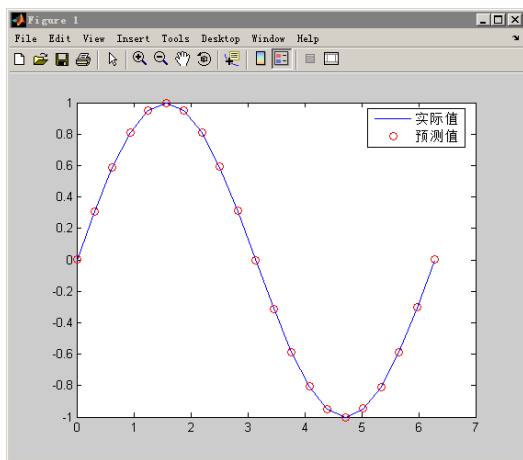 Figure 1
File Edit View Insert Tools Desktop Window Help
实际值
预测值
1
0.8
0.6
0.4
0.2
0
-0.2
-0.4
-0.6
-0.8
-1
0 1 2 3 4 5 6 7